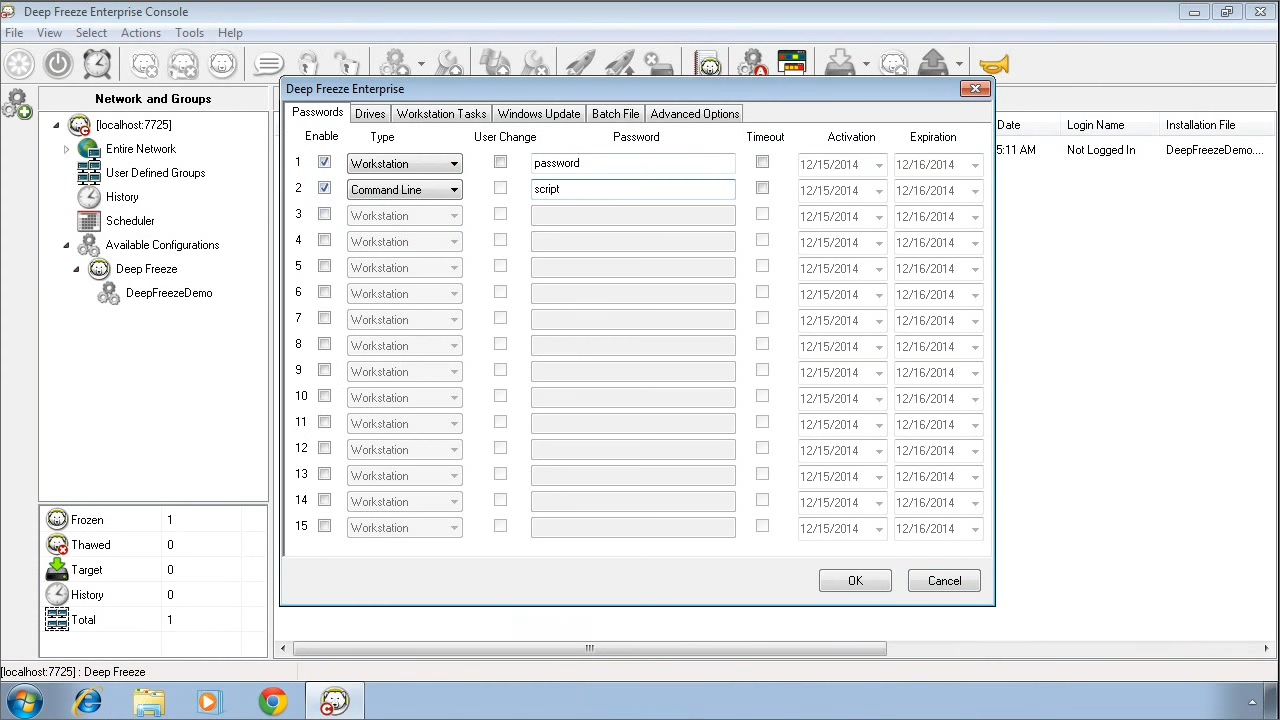 Deep Freeze Enterprise Console
File View Select Actions Tools Help
Network and Groups
[localhost:7725]
Entire Network
User Defined Groups
History
Scheduler
Available Configurations
Deep Freeze
DeepFreezeDemo
Frozen 1
Thawed 0
Target 0
History 0
Total 1
Date Login Name Installation File
5:11 AM Not Logged In DeepFreezeDemo....
Deep Freeze Enterprise
Passwords Drives Workstation Tasks Windows Update Batch File Advanced Options
Enable Type User Change Password Timeout Activation Expiration
1 Workstation password 12/15/2014 12/16/2014
2 Command Line script 12/15/2014 12/16/2014
3 Workstation 12/15/2014 12/16/2014
4 Workstation 12/15/2014 12/16/2014
5 Workstation 12/15/2014 12/16/2014
6 Workstation 12/15/2014 12/16/2014
7 Workstation 12/15/2014 12/16/2014
8 Workstation 12/15/2014 12/16/2014
9 Workstation 12/15/2014 12/16/2014
10 Workstation 12/15/2014 12/16/2014
11 Workstation 12/15/2014 12/16/2014
12 Workstation 12/15/2014 12/16/2014
13 Workstation 12/15/2014 12/16/2014
14 Workstation 12/15/2014 12/16/2014
15 Workstation 12/15/2014 12/16/2014
OK Cancel
[localhost:7725] : Deep Freeze